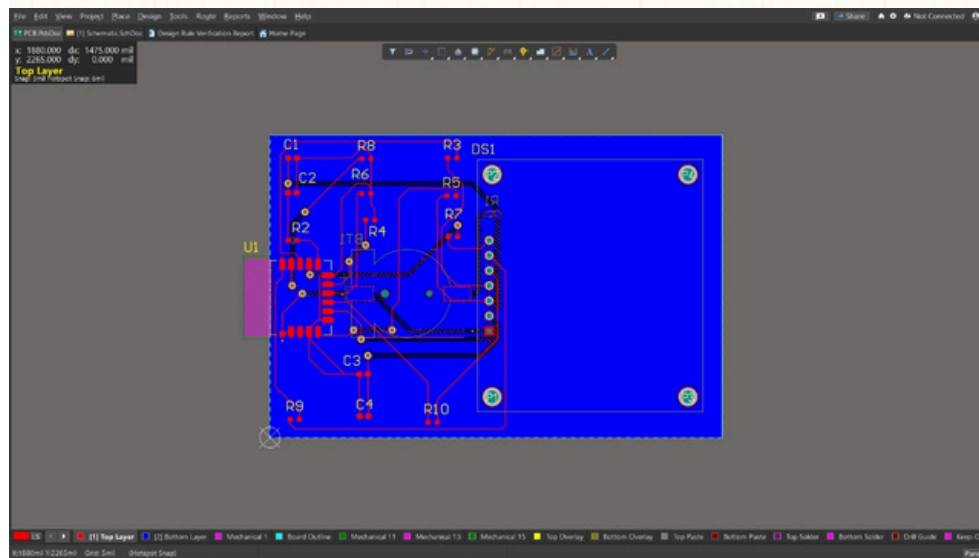 File Edit View Project Place Design Tools Route Reports Window Help
Share Not Connected
PCB.PcbDoc [1] Schematic.SchDoc Design Rule Verification Report Home Page
x: 1880.000 dx: 1475.000 mil
y: 2265.000 dy: 0.000 mil
Top Layer
Snap: 5mil Hotspot Snap: 8mil
C1 R8 R3 DS1
C2 R6 R5
R1
R2 R4 R7
BT1
U1
C3
R9 C4 R10
LS [1] Top Layer [2] Bottom Layer Mechanical 1 Board Outline Mechanical 11 Mechanical 13 Mechanical 15 Top Overlay Bottom Overlay Top Paste Bottom Paste Top Solder Bottom Solder Drill Guide
X:1880mil Y:2265mil Grid: 5mil (Hotspot Snap)